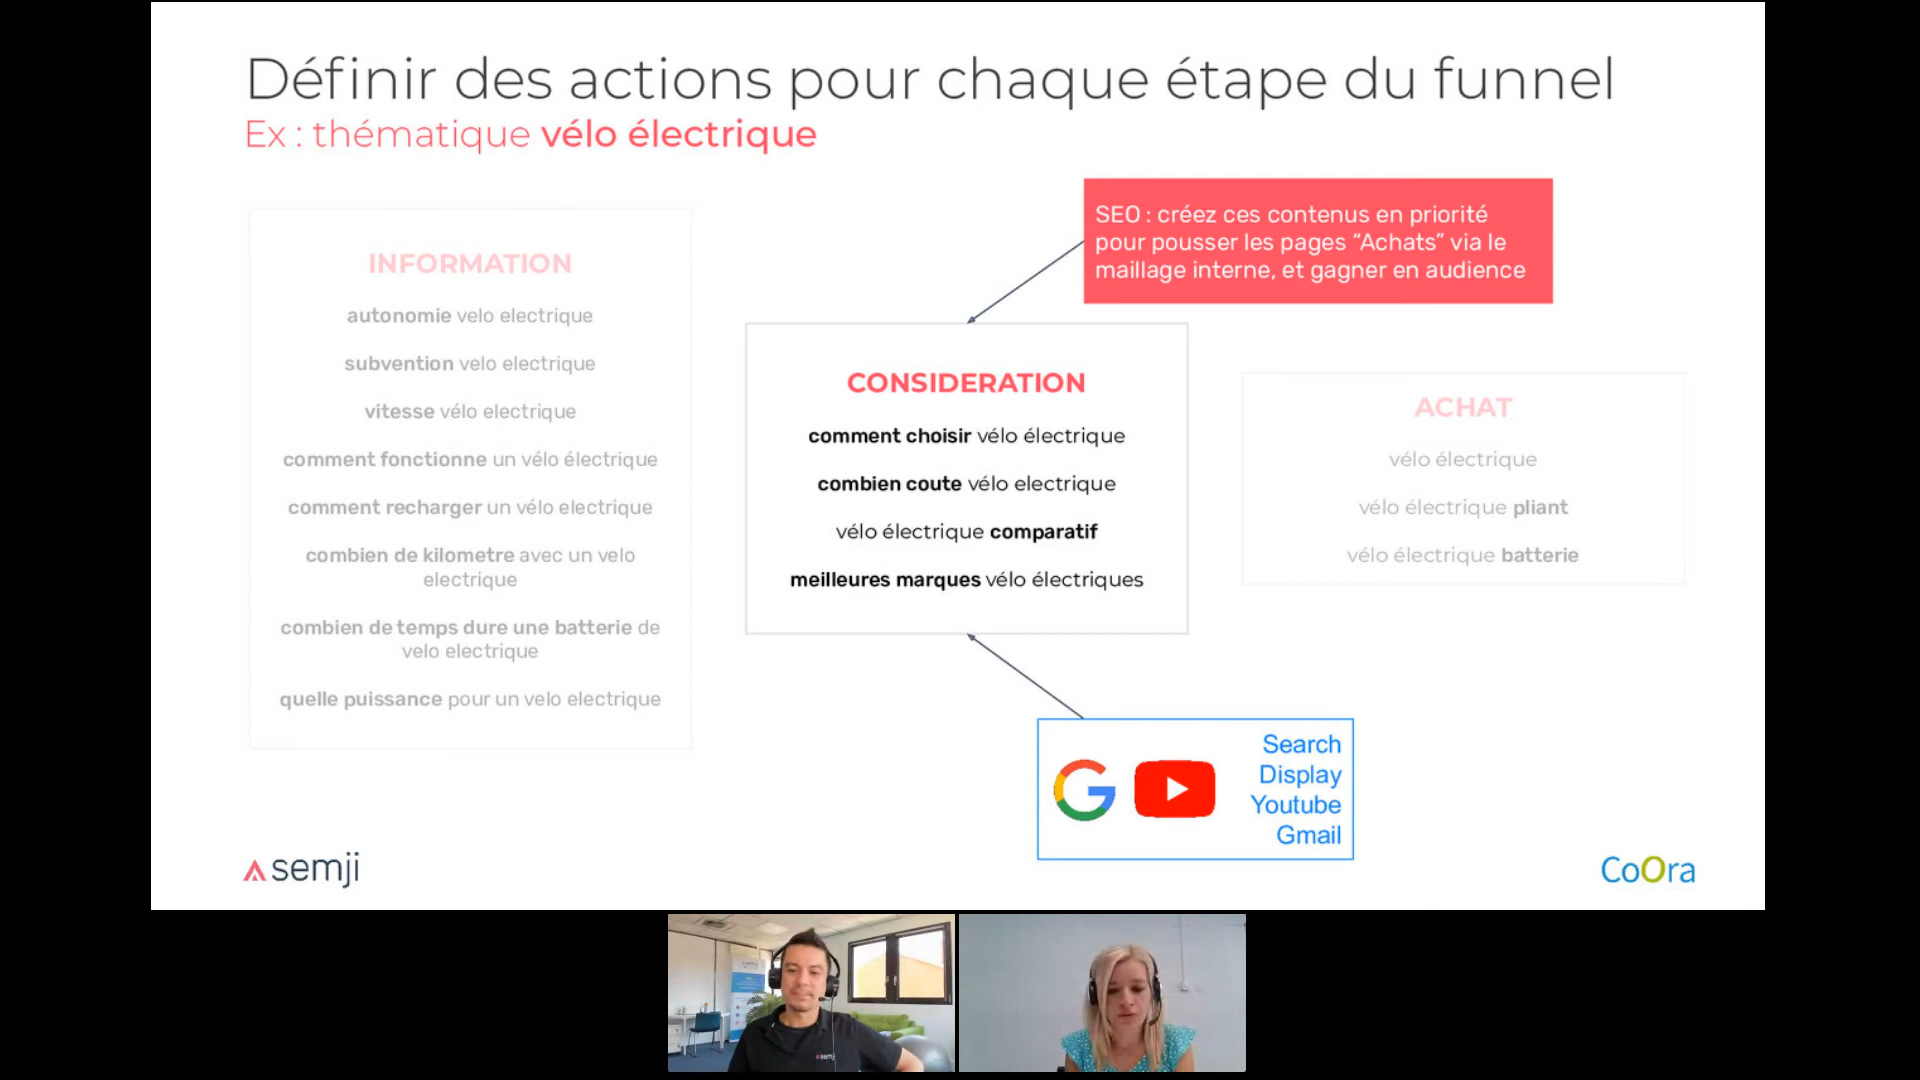 Définir des actions pour chaque étape du funnel
Ex : thématique vélo électrique
INFORMATION
autonomie velo electrique
subvention velo electrique
vitesse vélo electrique
comment fonctionne un vélo électrique
comment recharger un vélo electrique
combien de kilometre avec un velo
electrique
combien de temps dure une batterie de
velo electrique
quelle puissance pour un velo electrique
SEO : créez ces contenus en priorité
pour pousser les pages “Achats” via le
maillage interne, et gagner en audience
CONSIDERATION
comment choisir vélo électrique
combien coute vélo electrique
vélo électrique comparatif
meilleures marques vélo électriques
ACHAT
vélo électrique
vélo électrique pliant
vélo électrique batterie
Search
Display
Youtube
Gmail
semji
CoOra
semji